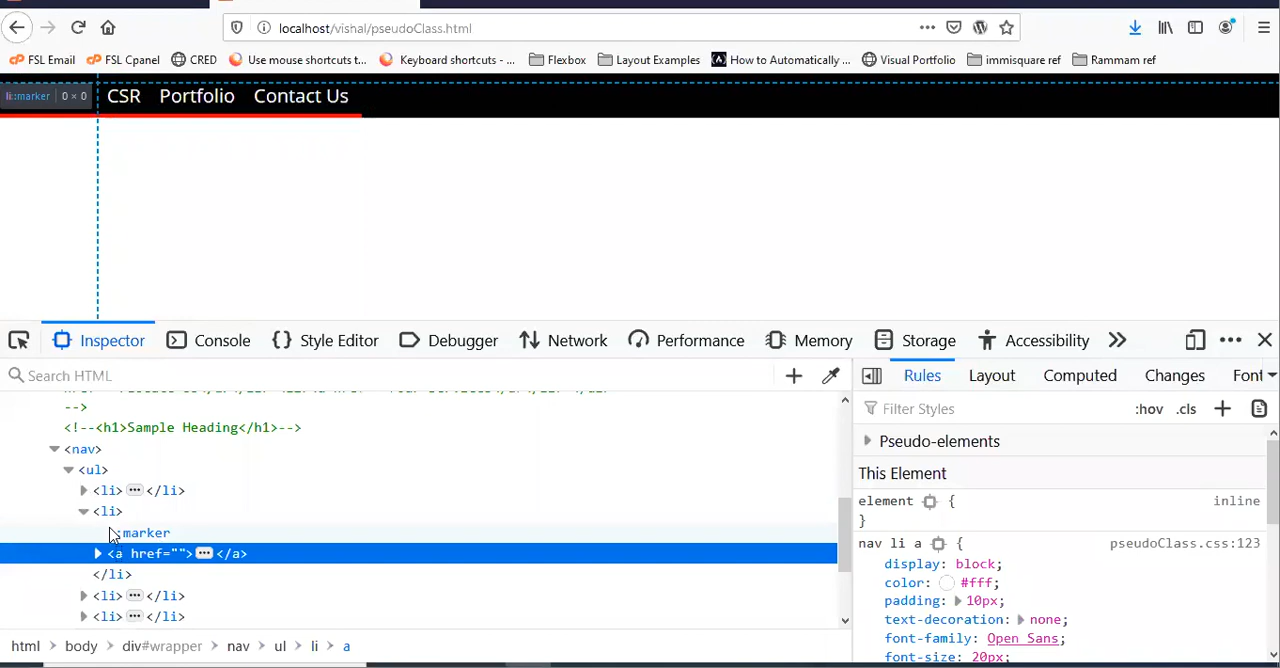 localhost/vishal/pseudoClass.html
FSL Email FSL Cpanel CRED Use mouse shortcuts t... Keyboard shortcuts - ... Flexbox Layout Examples How to Automatically ... Visual Portfolio immisquare ref Rammam ref
li::marker 0 × 0 CSR Portfolio Contact Us
Inspector Console Style Editor Debugger Network Performance Memory Storage Accessibility
Search HTML
Rules Layout Computed Changes Font
Filter Styles :hov .cls
-->
<!--<h1>Sample Heading</h1>-->
<nav>
<ul>
<li> ••• </li>
<li>
:marker
<a href=""> ••• </a>
</li>
<li> ••• </li>
<li> ••• </li>
html > body > div#wrapper > nav > ul > li > a
Pseudo-elements
This Element
element { inline
}
nav li a { pseudoClass.css:123
display: block;
color: #fff;
padding: 10px;
text-decoration: none;
font-family: Open Sans;
font-size: 20px;